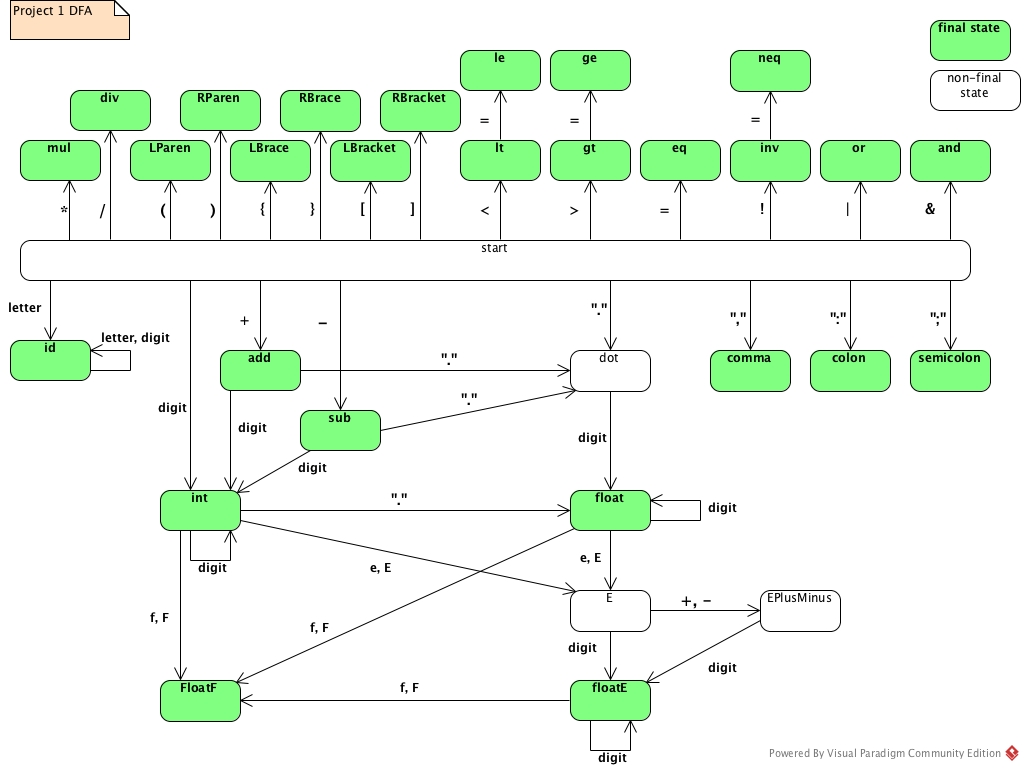 Project 1 DFA
final state
non-final
state
le
ge
neq
div
RParen
RBrace
RBracket
=
=
=
mul
LParen
LBrace
LBracket
lt
gt
eq
inv
or
and
*
/
(
)
{
}
[
]
<
>
=
!
|
&
start
letter
+
–
"."
","
":"
";"
id
letter, digit
add
"."
dot
comma
colon
semicolon
digit
digit
sub
"."
digit
digit
int
"."
float
digit
digit
e, E
e, E
f, F
f, F
E
+, –
EPlusMinus
digit
digit
FloatF
f, F
floatE
digit
Powered By Visual Paradigm Community Edition